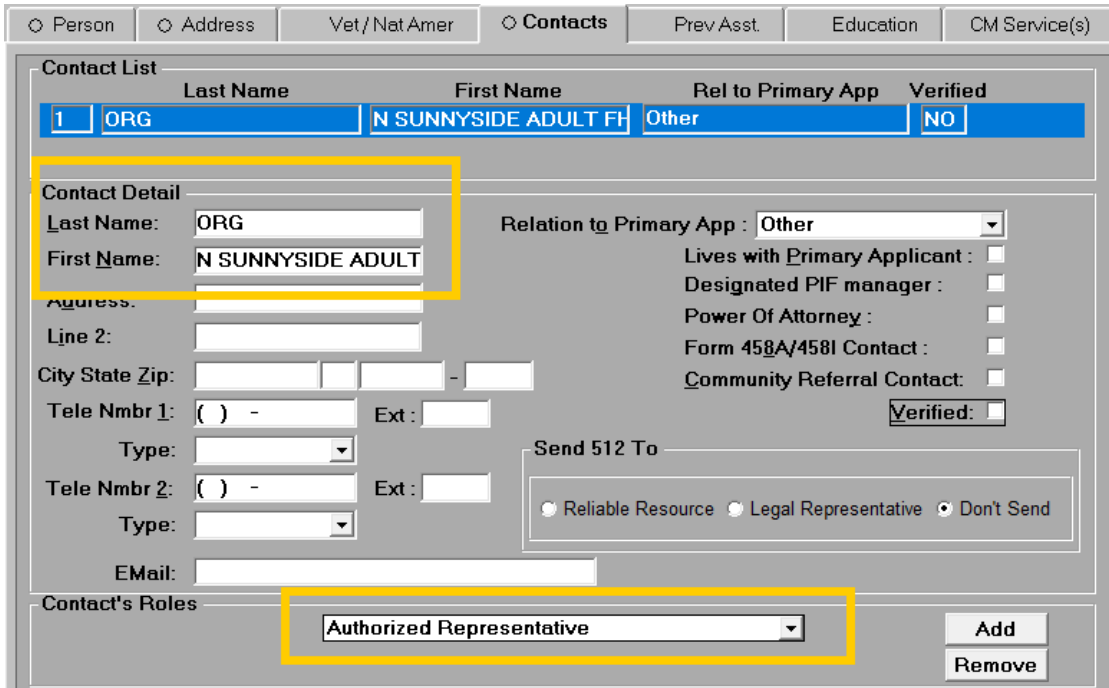 Person Address Vet / Nat Amer Contacts Prev Asst. Education CM Service(s)
Contact List
Last Name First Name Rel to Primary App Verified
1 ORG N SUNNYSIDE ADULT FH Other NO
Contact Detail
Last Name: ORG Relation to Primary App : Other
First Name: N SUNNYSIDE ADULT Lives with Primary Applicant :
Address: Designated PIF manager :
Line 2: Power Of Attorney :
Form 458A/458I Contact :
City State Zip: - Community Referral Contact:
Tele Nmbr 1: ( ) - Ext : Verified:
Type: Send 512 To
Tele Nmbr 2: ( ) - Ext : Reliable Resource Legal Representative Don't Send
Type:
EMail:
Contact's Roles
Authorized Representative Add
Remove